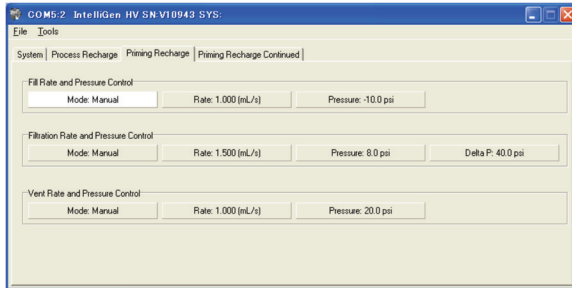 COM5:2 IntelliGen HV SN:V10943 SYS:
File Tools
System Process Recharge Priming Recharge Priming Recharge Continued
Fill Rate and Pressure Control
Mode: Manual Rate: 1.000 (mL/s) Pressure: -10.0 psi
Filtration Rate and Pressure Control
Mode: Manual Rate: 1.500 (mL/s) Pressure: 8.0 psi Delta P: 40.0 psi
Vent Rate and Pressure Control
Mode: Manual Rate: 1.000 (mL/s) Pressure: 20.0 psi